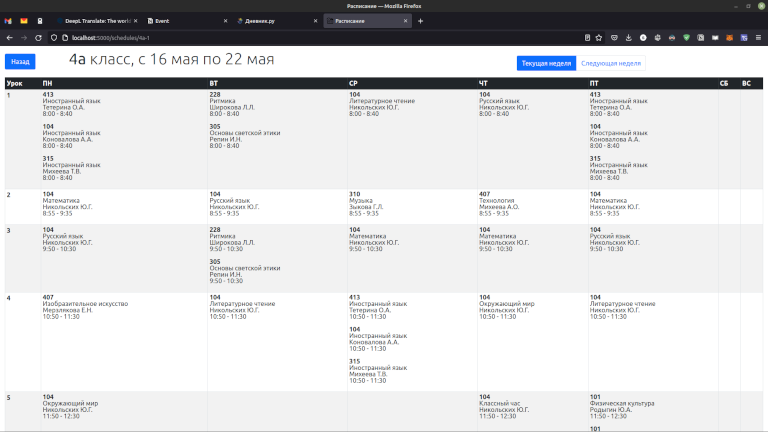 Расписание — Mozilla Firefox
DeepL Translate: The world
Event
Дневник.ру
Расписание
localhost:5000/schedules/4a-1
Назад
4а класс, с 16 мая по 22 мая
Текущая неделя
Следующая неделя
Урок ПН ВТ СР ЧТ ПТ СБ ВС
1
413
Иностранный язык
Тетерина О.А.
8:00 - 8:40
104
Иностранный язык
Коновалова А.А.
8:00 - 8:40
315
Иностранный язык
Михеева Т.В.
8:00 - 8:40
228
Ритмика
Широкова Л.Л.
8:00 - 8:40
305
Основы светской этики
Репин И.Н.
8:00 - 8:40
104
Литературное чтение
Никольских Ю.Г.
8:00 - 8:40
104
Русский язык
Никольских Ю.Г.
8:00 - 8:40
413
Иностранный язык
Тетерина О.А.
8:00 - 8:40
104
Иностранный язык
Коновалова А.А.
8:00 - 8:40
315
Иностранный язык
Михеева Т.В.
8:00 - 8:40
2
104
Математика
Никольских Ю.Г.
8:55 - 9:35
104
Русский язык
Никольских Ю.Г.
8:55 - 9:35
310
Музыка
Зыкова Г.Л.
8:55 - 9:35
407
Технология
Михеева А.О.
8:55 - 9:35
104
Математика
Никольских Ю.Г.
8:55 - 9:35
3
104
Русский язык
Никольских Ю.Г.
9:50 - 10:30
228
Ритмика
Широкова Л.Л.
9:50 - 10:30
305
Основы светской этики
Репин И.Н.
9:50 - 10:30
104
Математика
Никольских Ю.Г.
9:50 - 10:30
104
Математика
Никольских Ю.Г.
9:50 - 10:30
104
Русский язык
Никольских Ю.Г.
9:50 - 10:30
4
407
Изобразительное искусство
Мерзлякова Е.Н.
10:50 - 11:30
104
Литературное чтение
Никольских Ю.Г.
10:50 - 11:30
413
Иностранный язык
Тетерина О.А.
10:50 - 11:30
104
Иностранный язык
Коновалова А.А.
10:50 - 11:30
315
Иностранный язык
Михеева Т.В.
10:50 - 11:30
104
Окружающий мир
Никольских Ю.Г.
10:50 - 11:30
104
Литературное чтение
Никольских Ю.Г.
10:50 - 11:30
5
104
Окружающий мир
Никольских Ю.Г.
11:50 - 12:30
104
Классный час
Никольских Ю.Г.
11:50 - 12:30
101
Физическая культура
Родыгин Ю.А.
11:50 - 12:30
101